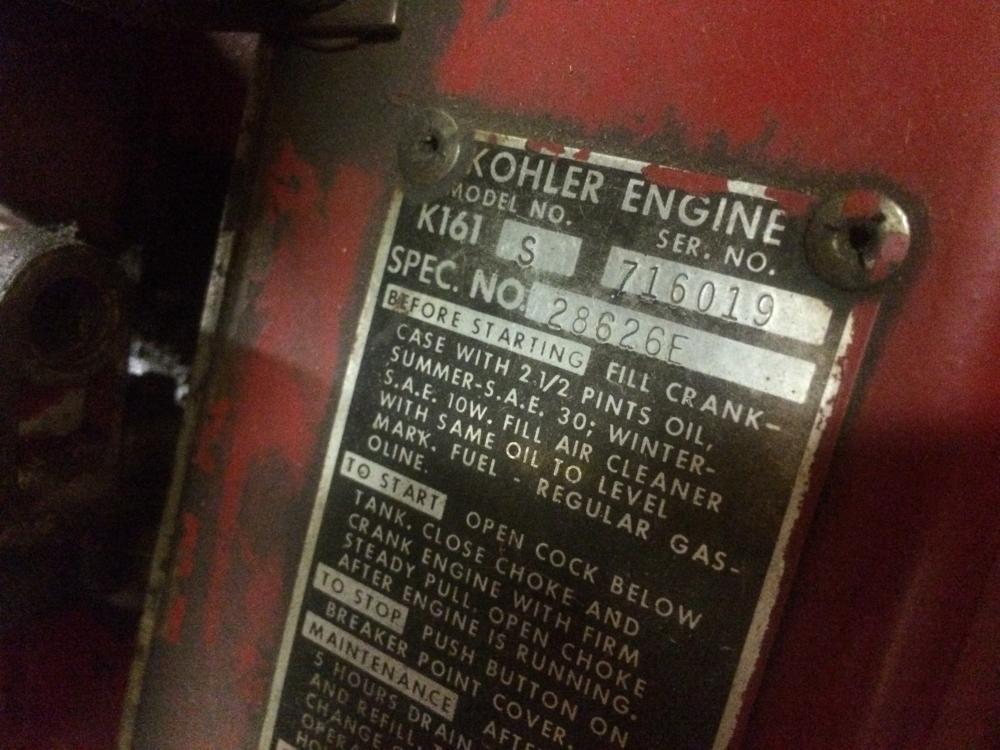 KOHLER ENGINE
MODEL NO. SER. NO.
K161 S 716019
SPEC. NO. 28626E
BEFORE STARTING FILL CRANK-
CASE WITH 2.1/2 PINTS OIL,
SUMMER-S.A.E. 30; WINTER-
S.A.E. 10W. FILL AIR CLEANER
WITH SAME OIL TO LEVEL
MARK. FUEL - REGULAR GAS-
OLINE.
TO START OPEN COCK BELOW
TANK. CLOSE CHOKE AND
CRANK ENGINE WITH FIRM
STEADY PULL. OPEN CHOKE
AFTER ENGINE IS RUNNING.
TO STOP PUSH BUTTON ON
BREAKER POINT COVER.
MAINTENANCE AFTE
5 HOURS DRAIN
AND REFILL.
CHANGE